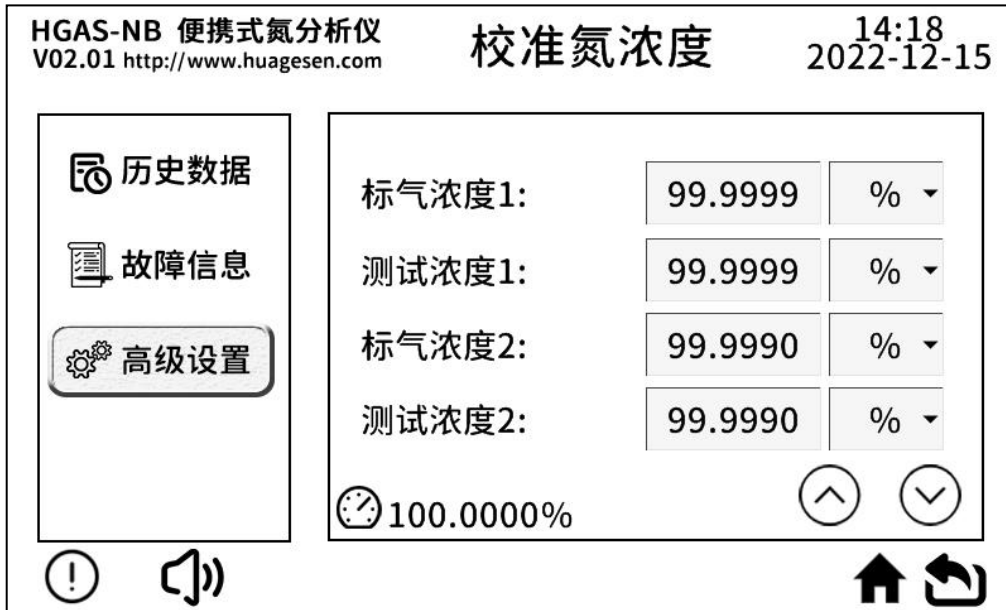 HGAS-NB 便携式氮分析仪
V02.01 http://www.huagesen.com
校准氮浓度
14:18
2022-12-15
历史数据
故障信息
高级设置
标气浓度1: 99.9999 %
测试浓度1: 99.9999 %
标气浓度2: 99.9990 %
测试浓度2: 99.9990 %
100.0000%